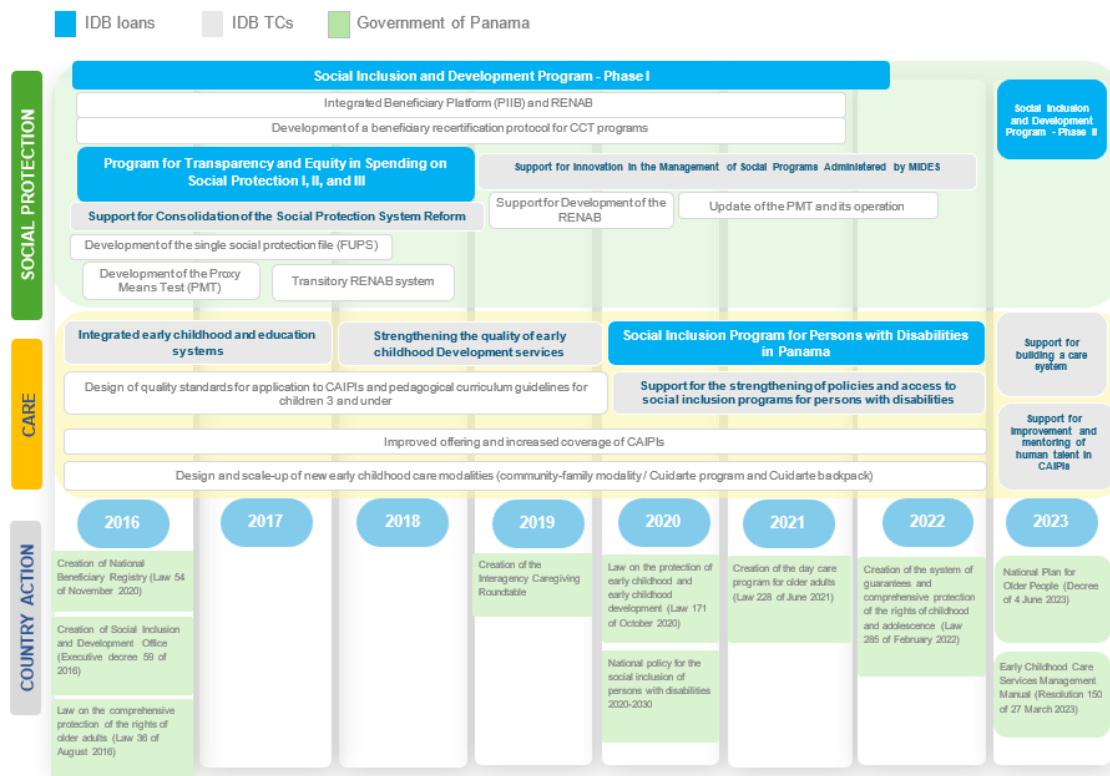 IDB loans
IDB TCs
Government of Panama
SOCIAL PROTECTION
Social Inclusion and Development Program - Phase I
Integrated Beneficiary Platform (PIIB) and RENAB
Development of a beneficiary recertification protocol for CCT programs
Social Inclusion
and Development
Program - Phase II
Program for Transparency and Equity in Spending on
Social Protection I, II, and III
Support for Innovation in the Management of Social Programs Administered by MIDES
Support for Consolidation of the Social Protection System Reform
Support for Development of the
RENAB
Update of the PMT and its operation
Development of the single social protection file (FUPS)
Development of the Proxy
Means Test (PMT)
Transitory RENAB system
CARE
Integrated early childhood and education
systems
Strengthening the quality of early
childhood Development services
Social Inclusion Program for Persons with Disabilities
in Panama
Support for
building a care
system
Design of quality standards for application to CAIPIs and pedagogical curriculum guidelines for
children 3 and under
Support for the strengthening of policies and access to
social inclusion programs for persons with disabilities
Support for
improvement and
mentoring of
human talent in
CAIPIs
Improved offering and increased coverage of CAIPIs
Design and scale-up of new early childhood care modalities (community-family modality/ Cuidarte program and Cuidarte backpack)
COUNTRY ACTION
2016
2017
2018
2019
2020
2021
2022
2023
Creation of National
Beneficiary Registry (Law 54
of November 2020)
Creation of Social Inclusion
and Development Office
(Executive decree 59 of
2016)
Law on the comprehensive
protection of the rights of
older adults (Law 36 of
August 2016)
Creation of the
Interagency Caregiving
Roundtable
Law on the protection of
early childhood and
early childhood
development (Law 171
of October 2020)
National policy for the
social inclusion of
persons with disabilities
2020-2030
Creation of the day care
program for older adults
(Law 228 of June 2021)
Creation of the system of
guarantees and
comprehensive protection
of the rights of childhood
and adolescence (Law
285 of February 2022)
National Plan for
Older People (Decree
of 4 June 2023)
Early Childhood Care
Services Management
Manual (Resolution 150
of 27 March 2023)